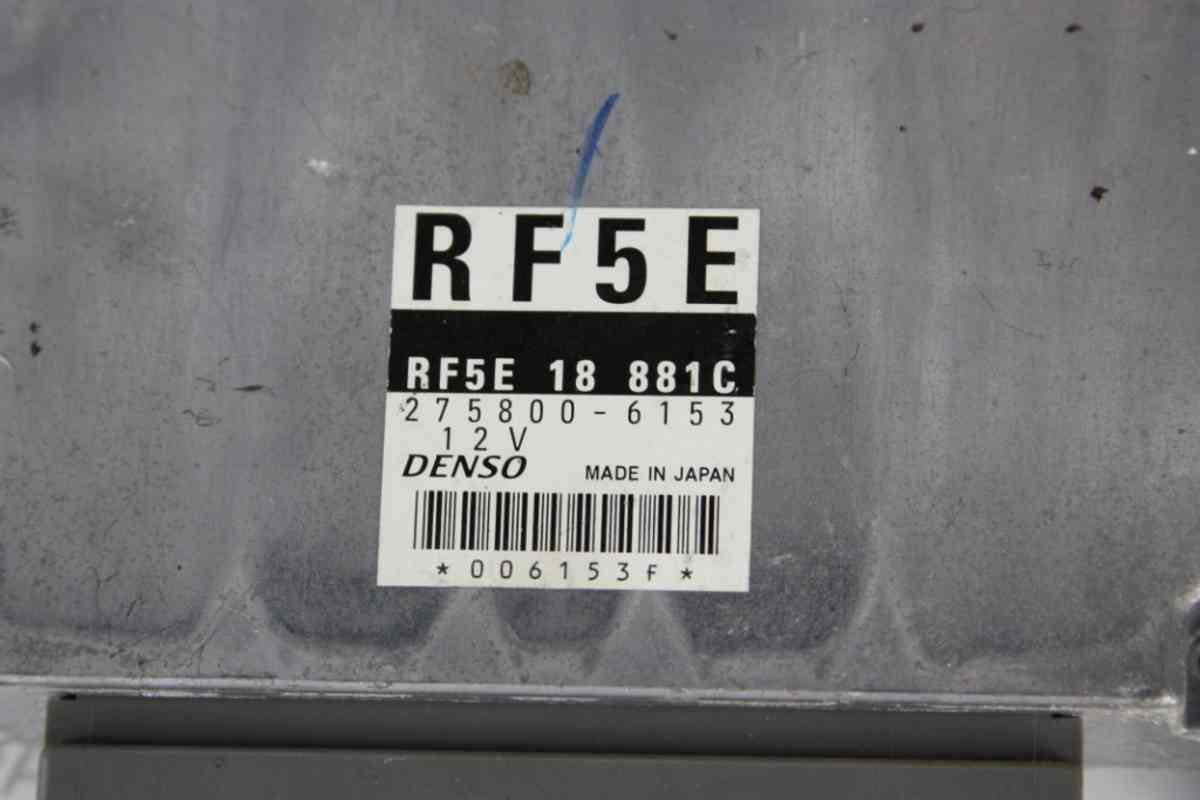 RF5E
RF5E 18 881C
275800-6153
12V
DENSO MADE IN JAPAN
*006153F*